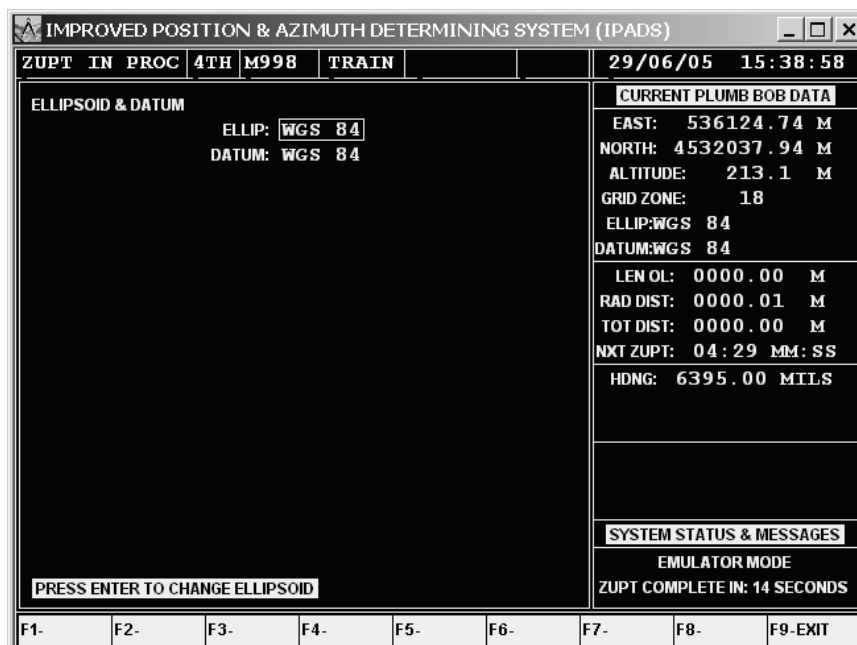 IMPROVED POSITION & AZIMUTH DETERMINING SYSTEM (IPADS)
ZUPT IN PROC 4TH M998 TRAIN 29/06/05 15:38:58
ELLIPSOID & DATUM
ELLIP: WGS 84
DATUM: WGS 84
PRESS ENTER TO CHANGE ELLIPSOID
CURRENT PLUMB BOB DATA
EAST: 536124.74 M
NORTH: 4532037.94 M
ALTITUDE: 213.1 M
GRID ZONE: 18
ELLIP:WGS 84
DATUM:WGS 84
LEN OL: 0000.00 M
RAD DIST: 0000.01 M
TOT DIST: 0000.00 M
NXT ZUPT: 04:29 MM:SS
HDNG: 6395.00 MILS
SYSTEM STATUS & MESSAGES
EMULATOR MODE
ZUPT COMPLETE IN: 14 SECONDS
F1- F2- F3- F4- F5- F6- F7- F8- F9-EXIT